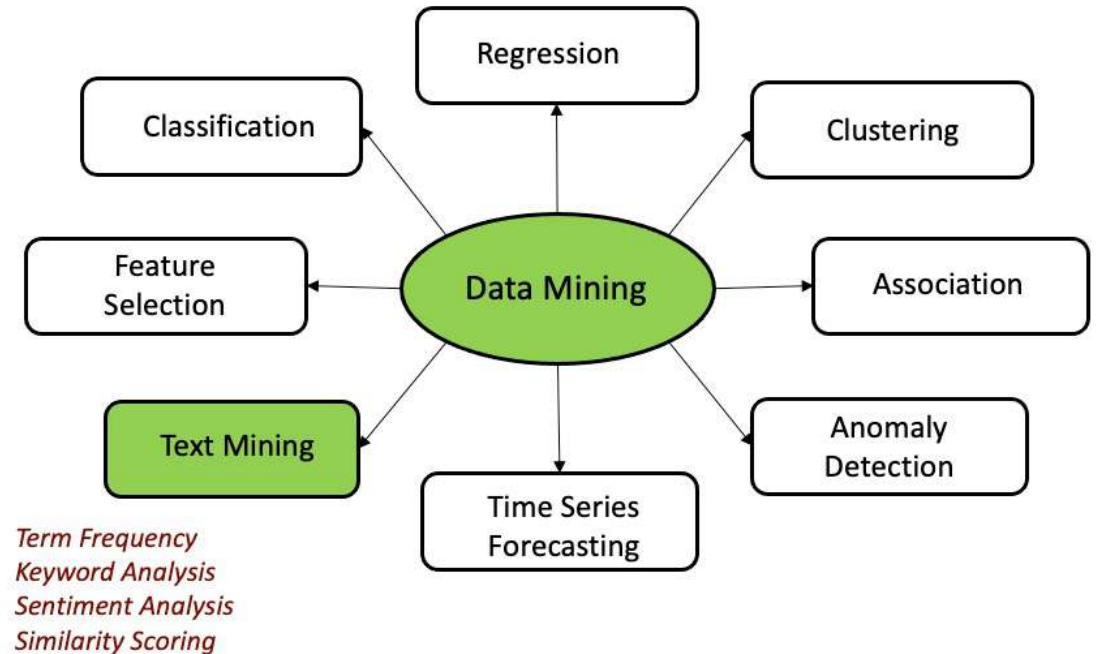 Regression
Classification
Clustering
Feature
Selection
Data Mining
Association
Text Mining
Anomaly
Detection
Time Series
Forecasting
Term Frequency
Keyword Analysis
Sentiment Analysis
Similarity Scoring